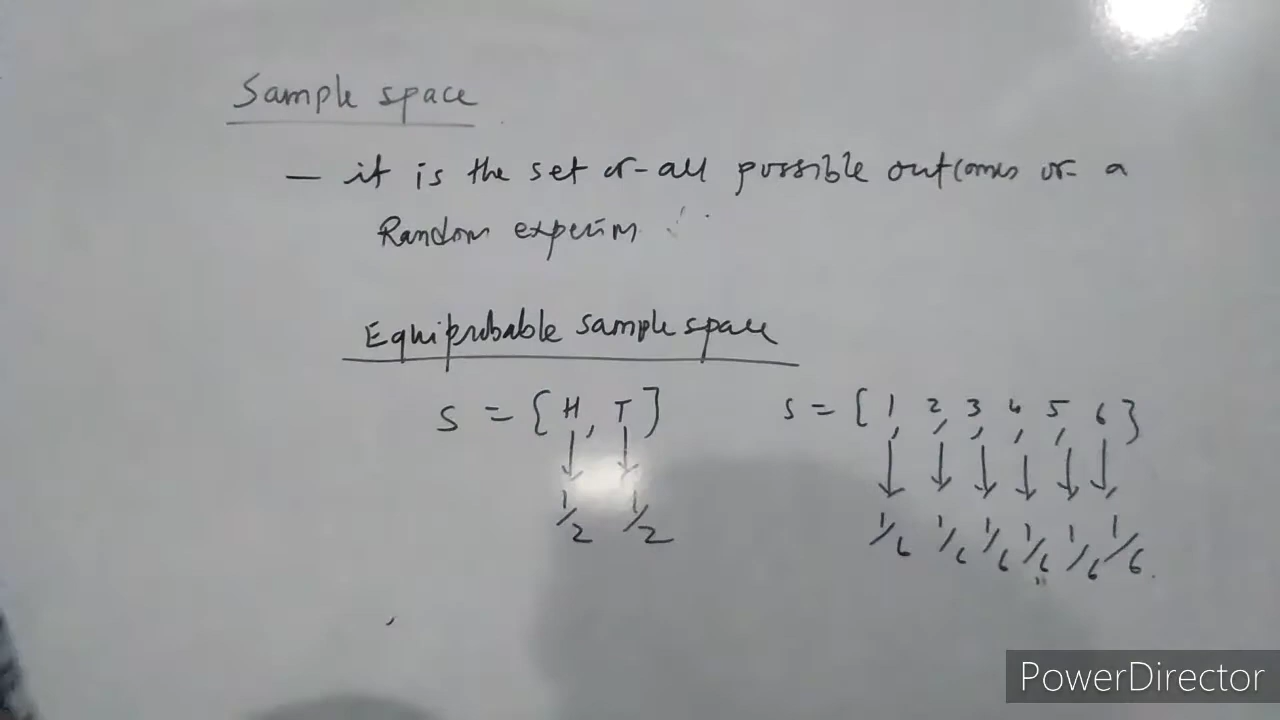 Sample space
— it is the set of all possible outcomes of a
Random experim
Equiprobable sample space
S = {H, T} S = {1, 2, 3, 4, 5, 6}
1/2 1/2 1/6 1/6 1/6 1/6 1/6 1/6
PowerDirector